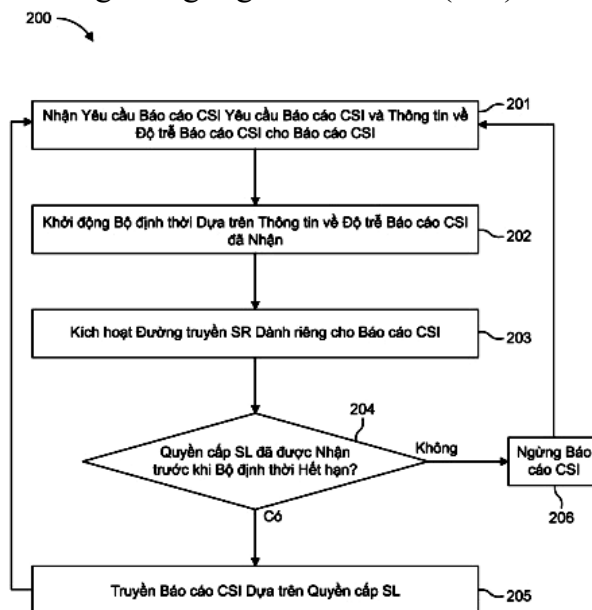 200
Nhận Yêu cầu Báo cáo CSI Yêu cầu Báo cáo CSI và Thông tin về
Độ trễ Báo cáo CSI cho Báo cáo CSI
201
Khởi động Bộ định thời Dựa trên Thông tin về Độ trễ Báo cáo CSI
đã Nhận
202
Kích hoạt Đường truyền SR Dành riêng cho Báo cáo CSI
203
204
Quyền cấp SL đã được Nhận
trước khi Bộ định thời Hết hạn?
Không
Ngừng Báo
cáo CSI
206
Có
Truyền Báo cáo CSI Dựa trên Quyền cấp SL
205